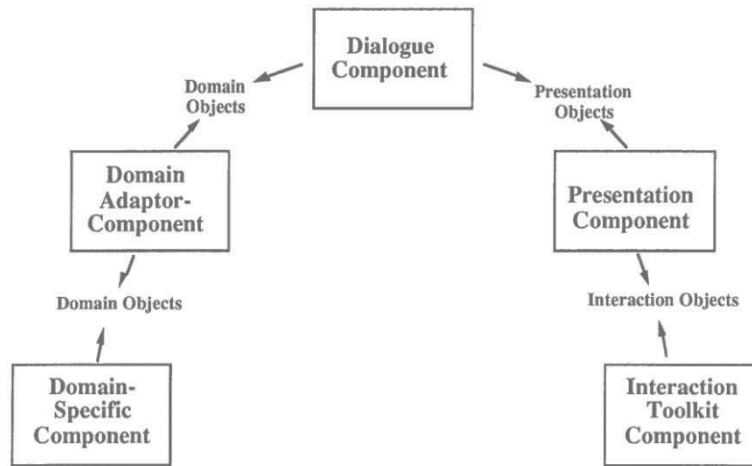 Dialogue
Component
Domain
Objects
Presentation
Objects
Domain
Adaptor-
Component
Presentation
Component
Domain Objects
Interaction Objects
Domain-
Specific
Component
Interaction
Toolkit
Component